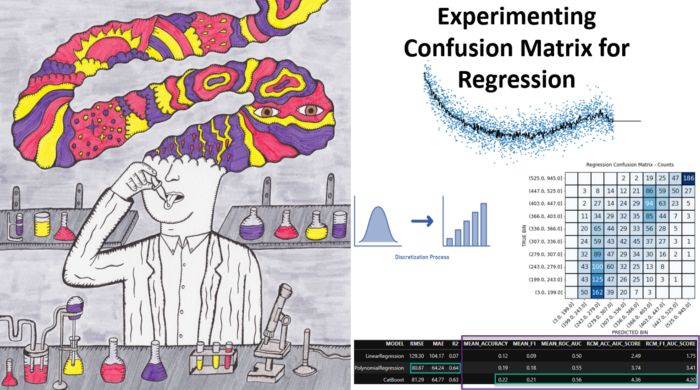 Experimenting
Confusion Matrix for
Regression
Regression Confusion Matrix - Counts
(525.0, 945.0] 2 2 19 25 47 186
(447.0, 525.0] 3 8 14 12 21 86 59 50 27
(403.0, 447.0] 2 27 14 24 29 94 63 23 5
(366.0, 403.0] 11 34 29 32 35 85 44 7 3
(336.0, 366.0] 20 65 44 29 33 56 28 5
(307.0, 336.0] 24 59 43 42 45 37 27 3 1
(279.0, 307.0] 32 89 47 29 34 30 16 2 1
(243.0, 279.0] 43 100 60 32 25 13 8
(199.0, 243.0] 43 125 47 26 25 10 3 1
(3.0, 199.0] 50 162 39 20 7 3
TRUE BIN
(3.0, 199.0] (199.0, 243.0] (243.0, 279.0] (279.0, 307.0] (307.0, 336.0] (336.0, 366.0] (366.0, 403.0] (403.0, 447.0] (447.0, 525.0] (525.0, 945.0]
PREDICTED BIN
Discretization Process
MODEL RMSE MAE R2 MEAN_ACCURACY MEAN_F1 MEAN_ROC_AUC RCM_ACC_AUC_SCORE RCM_F1_AUC_SCORE
LinearRegression 129.30 104.17 0.07 0.12 0.09 0.50 2.49 1.75
PolynomialRegression 80.87 64.24 0.64 0.19 0.18 0.55 3.74 3.41
CatBoost 81.29 64.77 0.63 0.22 0.21 0.56 4.36 4.20